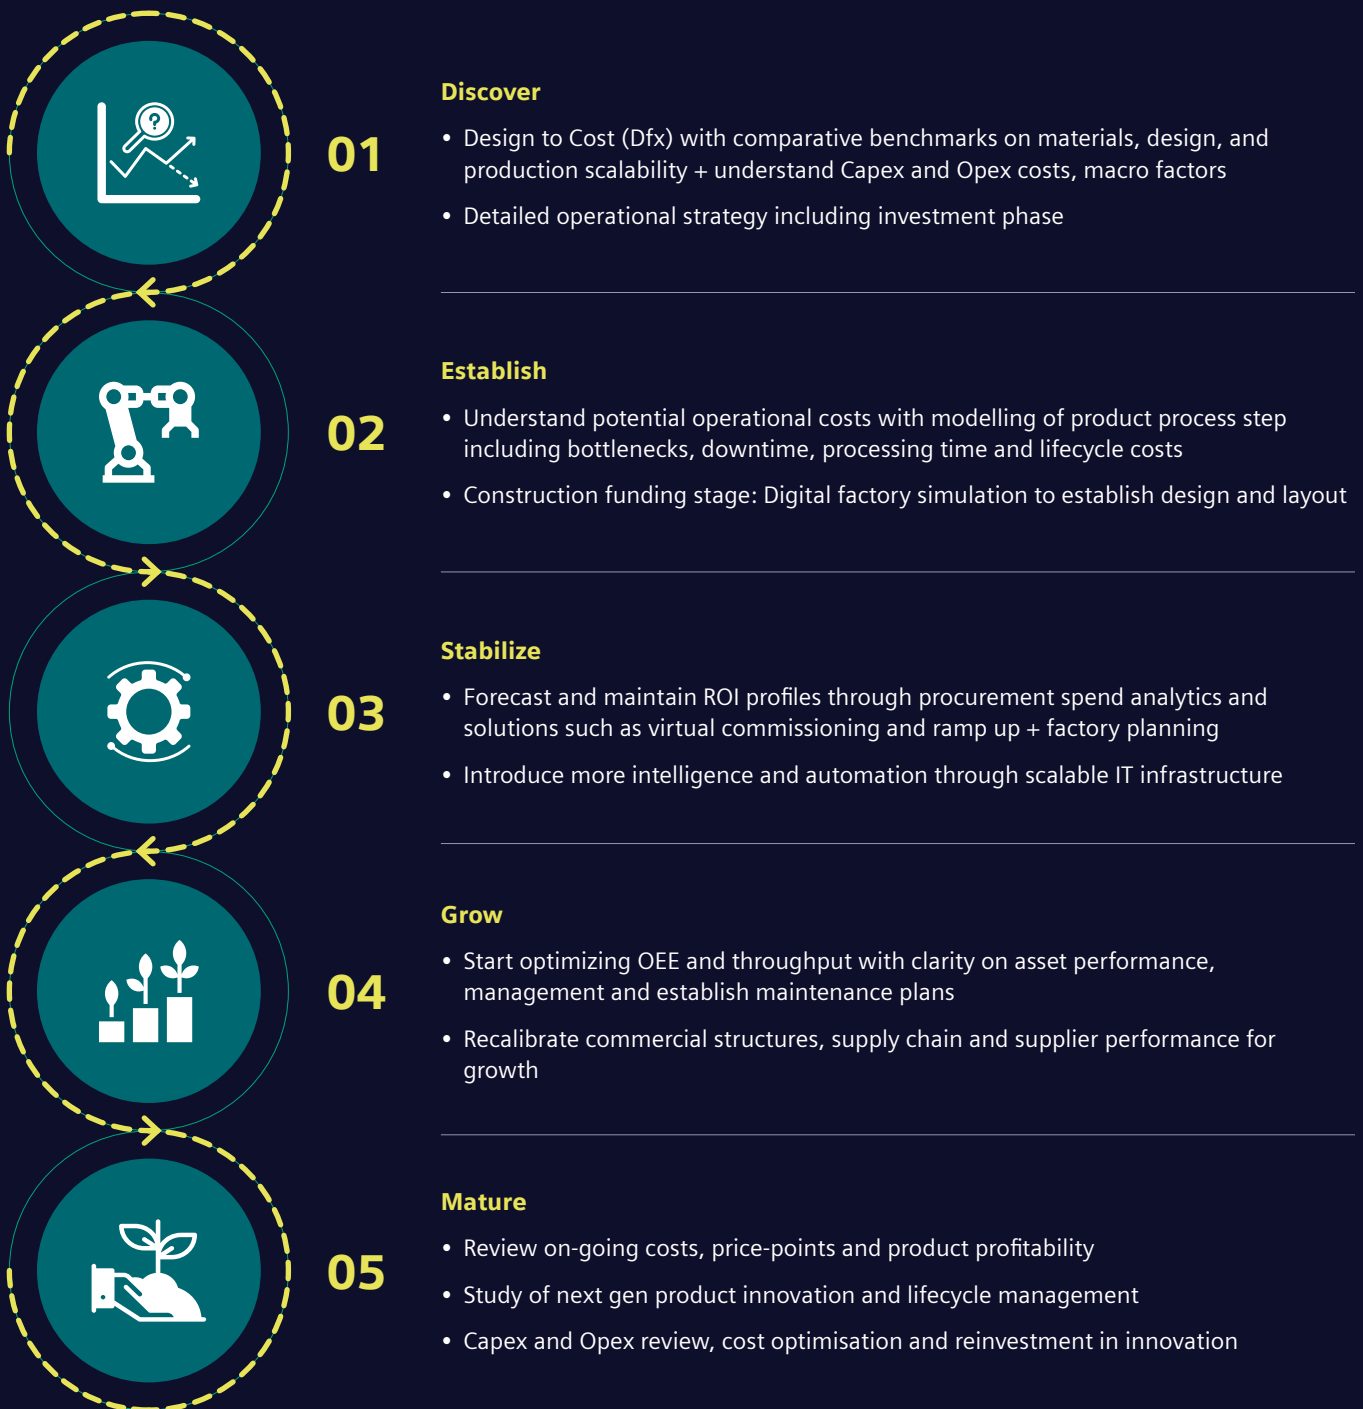 ?
01
Discover
• Design to Cost (Dfx) with comparative benchmarks on materials, design, and
production scalability + understand Capex and Opex costs, macro factors
• Detailed operational strategy including investment phase
02
Establish
• Understand potential operational costs with modelling of product process step
including bottlenecks, downtime, processing time and lifecycle costs
• Construction funding stage: Digital factory simulation to establish design and layout
03
Stabilize
• Forecast and maintain ROI profiles through procurement spend analytics and
solutions such as virtual commissioning and ramp up + factory planning
• Introduce more intelligence and automation through scalable IT infrastructure
04
Grow
• Start optimizing OEE and throughput with clarity on asset performance,
management and establish maintenance plans
• Recalibrate commercial structures, supply chain and supplier performance for
growth
05
Mature
• Review on-going costs, price-points and product profitability
• Study of next gen product innovation and lifecycle management
• Capex and Opex review, cost optimisation and reinvestment in innovation